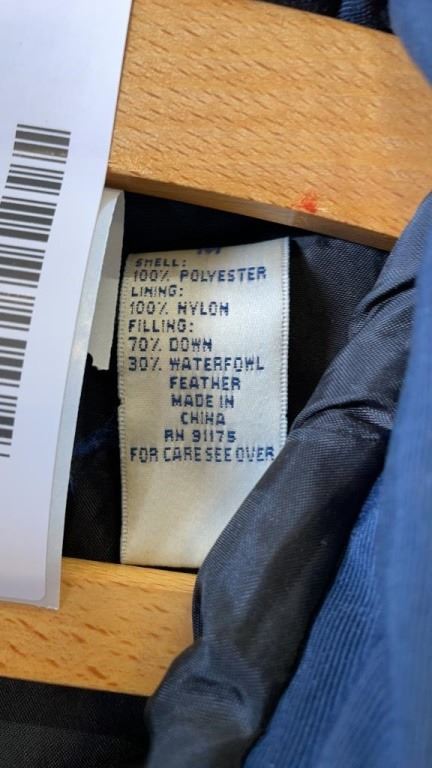 M
SHELL:
100% POLYESTER
LINING:
100% NYLON
FILLING:
70% DOWN
30% WATERFOWL
FEATHER
MADE IN
CHINA
RN 91175
FOR CARE SEE OVER